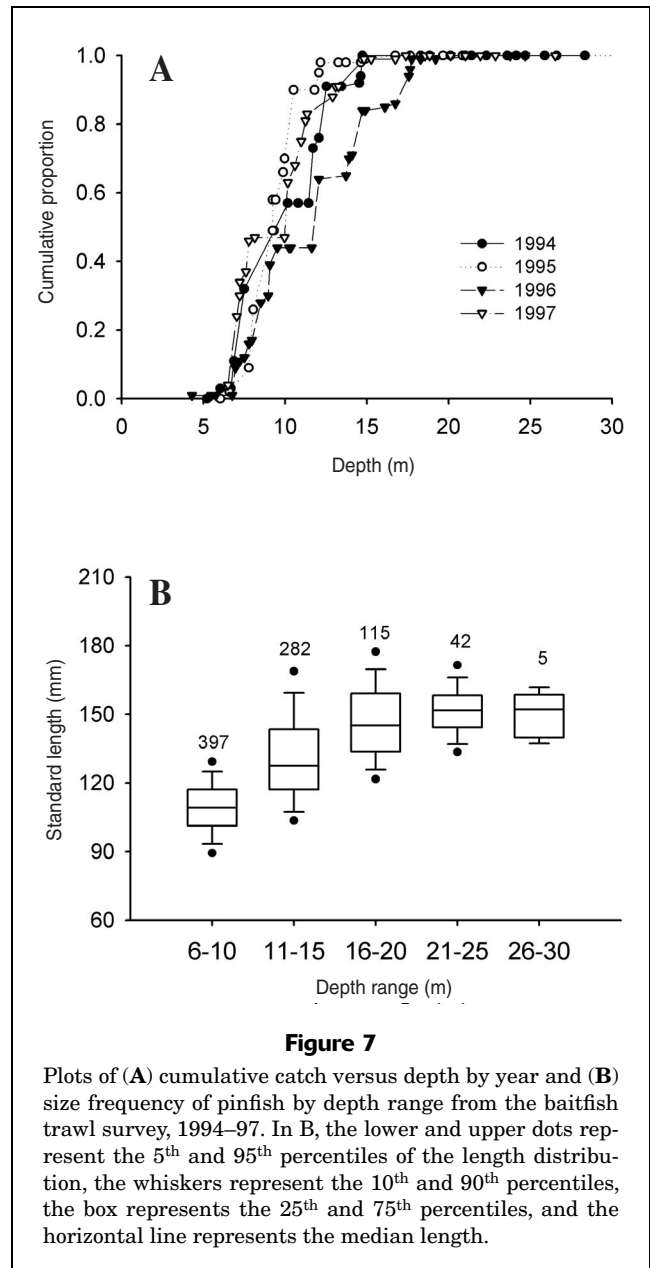 A
1.0
0.8
0.6
0.4
0.2
0.0
Cumulative proportion
1994
1995
1996
1997
0 5 10 15 20 25 30
Depth (m)
B
210
180
150
120
90
60
Standard length (mm)
397
282
115
42
5
6-10 11-15 16-20 21-25 26-30
Depth range (m)
Figure 7
Plots of (A) cumulative catch versus depth by year and (B)
size frequency of pinfish by depth range from the baitfish
trawl survey, 1994–97. In B, the lower and upper dots rep-
resent the 5th and 95th percentiles of the length distribu-
tion, the whiskers represent the 10th and 90th percentiles,
the box represents the 25th and 75th percentiles, and the
horizontal line represents the median length.